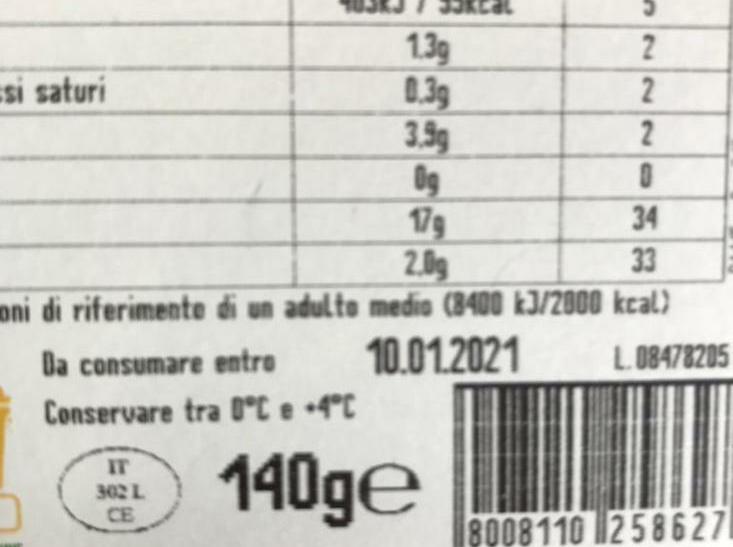 1.3g 2
ssi saturi 0.3g 2
3,9g 2
0g 0
17g 34
2,0g 33
oni di riferimento di un adulto medio (8400 kJ/2000 kcal)
Da consumare entro 10.01.2021 L.08478205
Conservare tra 0°C e +4°C
IT
302 L
CE
140ge
8008110 258627